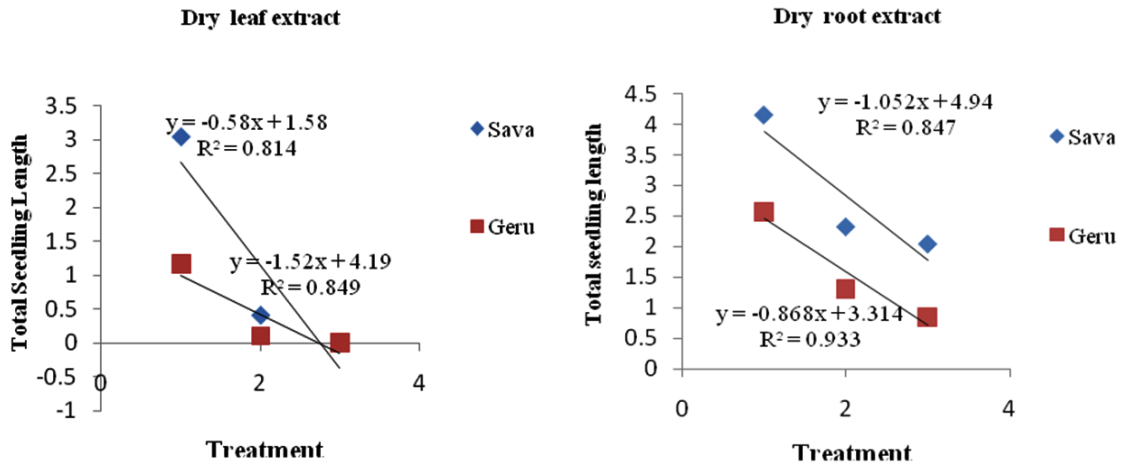 Dry leaf extract
3.5
3
2.5
2
1.5
1
0.5
0
-0.5
-1
0
2
4
Total Seedling Length
Treatment
y = -0.58x + 1.58
R² = 0.814
y = -1.52x + 4.19
R² = 0.849
Sava
Geru
Dry root extract
4.5
4
3.5
3
2.5
2
1.5
1
0.5
0
0
2
4
Total seedling length
Treatment
y = -1.052x + 4.94
R² = 0.847
y = -0.868x + 3.314
R² = 0.933
Sava
Geru